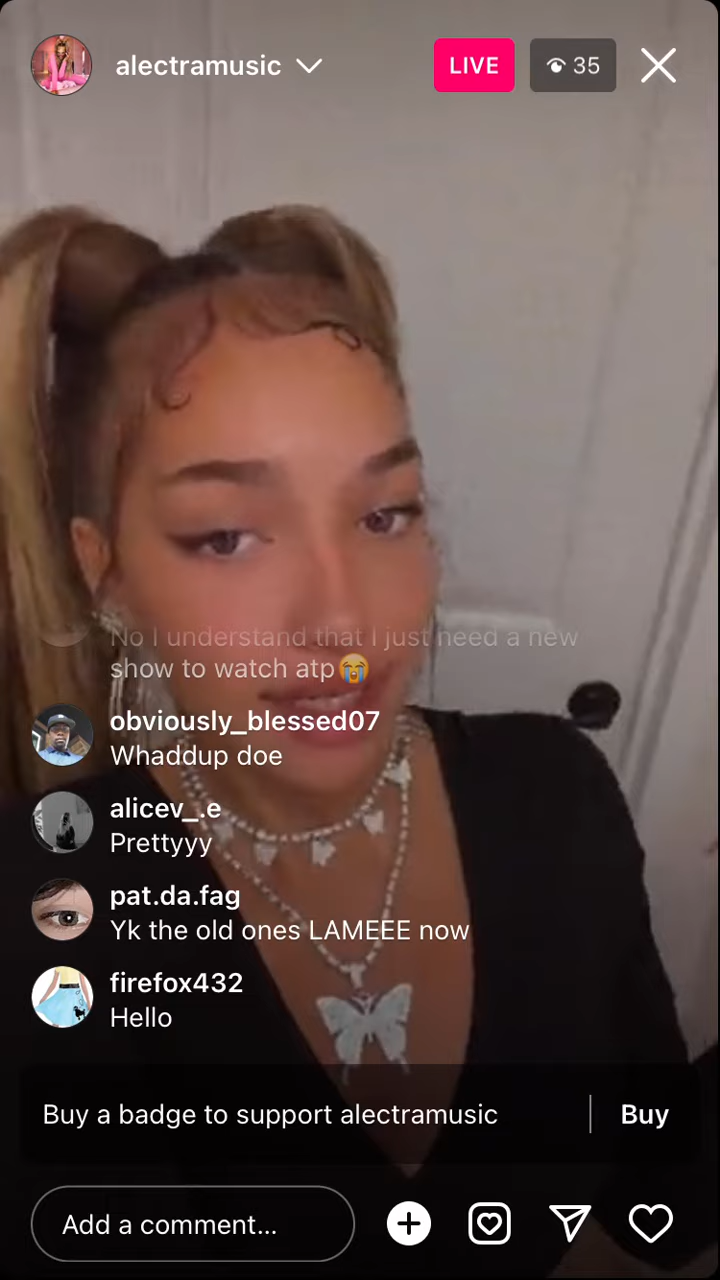 alectramusic
LIVE
35
No I understand that I just need a new
show to watch atp😭
obviously_blessed07
Whaddup doe
alicev_.e
Prettyyy
pat.da.fag
Yk the old ones LAMEEE now
firefox432
Hello
Buy a badge to support alectramusic
Buy
Add a comment...